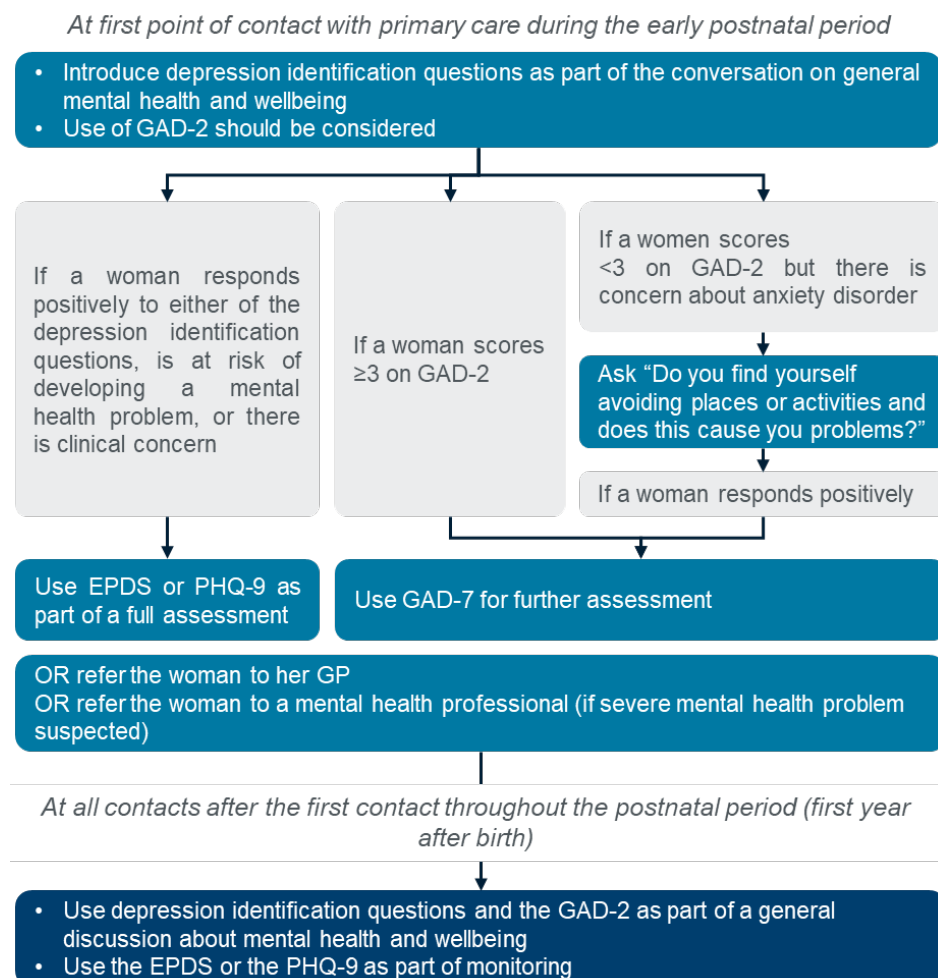 At first point of contact with primary care during the early postnatal period
• Introduce depression identification questions as part of the conversation on general
mental health and wellbeing
• Use of GAD-2 should be considered
If a woman responds
positively to either of the
depression identification
questions, is at risk of
developing a mental
health problem, or there
is clinical concern
If a woman scores
≥3 on GAD-2
If a women scores
<3 on GAD-2 but there is
concern about anxiety disorder
Ask “Do you find yourself
avoiding places or activities and
does this cause you problems?”
If a woman responds positively
Use EPDS or PHQ-9 as
part of a full assessment
Use GAD-7 for further assessment
OR refer the woman to her GP
OR refer the woman to a mental health professional (if severe mental health problem
suspected)
At all contacts after the first contact throughout the postnatal period (first year
after birth)
• Use depression identification questions and the GAD-2 as part of a general
discussion about mental health and wellbeing
• Use the EPDS or the PHQ-9 as part of monitoring